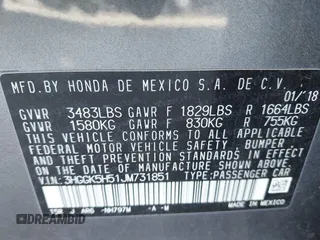 MFD.BY HONDA DE MEXICO S.A. DE C.V.
01/'18
GVWR 3483LBS GAWR F 1829LBS R 1664LBS
GVWR 1580KG GAWR F 830KG R 755KG
THIS VEHICLE CONFORMS TO ALL APPLICABLE
FEDERAL MOTOR VEHICLE SAFETY, BUMPER
AND THEFT PREVENTION STANDARDS IN EFFECT
ON THE DATE OF MANUFACTURE SHOWN ABOVE.
VIN:3HGGK5H51JM731851 TYPE:PASSENGER CAR
NH797M -A-
MADE IN MEXICO